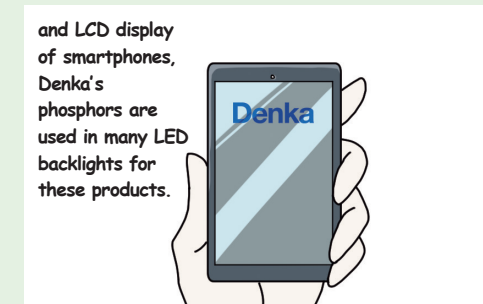 and LCD display
of smartphones,
Denka's
phosphors are
used in many LED
backlights for
these products.
Denka